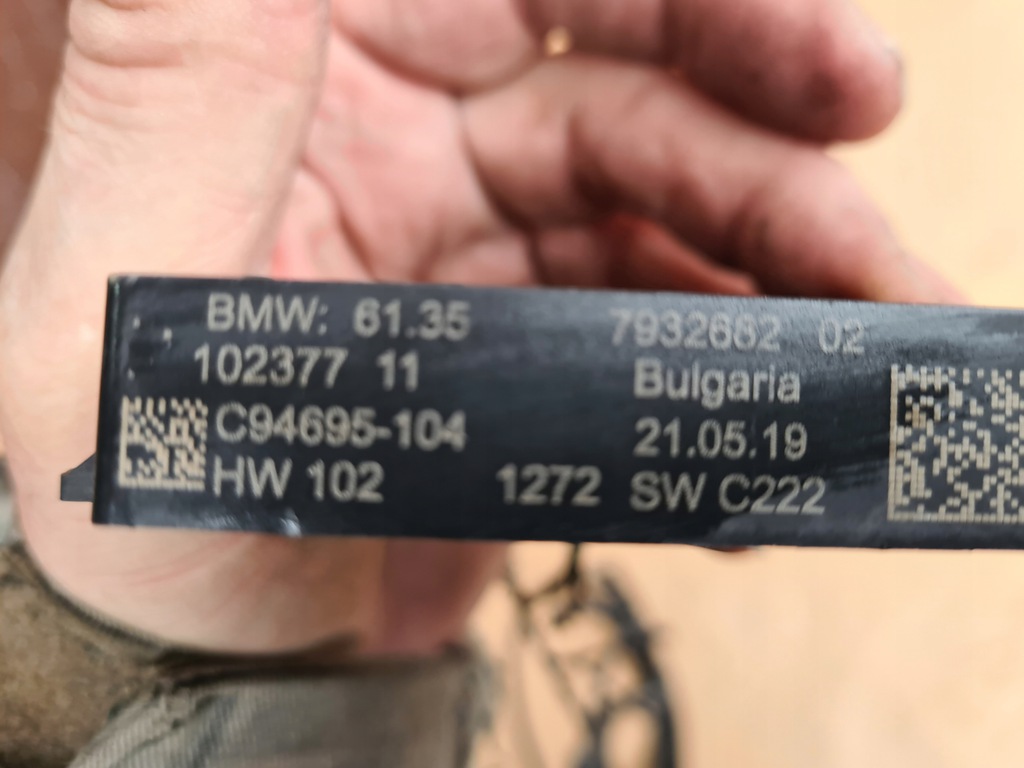 BMW: 61.35 7932682 02
102377 11 Bulgaria
C94695-104 21.05.19
HW 102 1272 SW C222